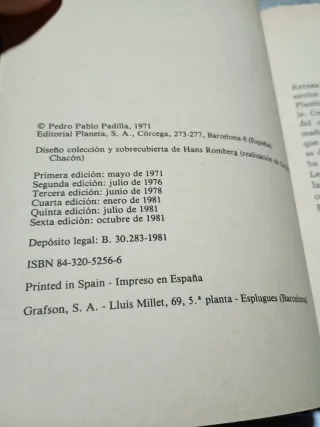 © Pedro Pablo Padilla, 1971
Editorial Planeta, S. A., Córcega, 273-277, Barcelona-8 (España)
Diseño colección y sobrecubierta de Hans Romberg (realización de
Chacón)
Primera edición: mayo de 1971
Segunda edición: julio de 1976
Tercera edición: junio de 1978
Cuarta edición: enero de 1981
Quinta edición: julio de 1981
Sexta edición: octubre de 1981
Depósito legal: B. 30.283-1981
ISBN 84-320-5256-6
Printed in Spain - Impreso en España
Grafson, S. A. - Lluis Millet, 69, 5.ª planta - Esplugues (Barcelona)